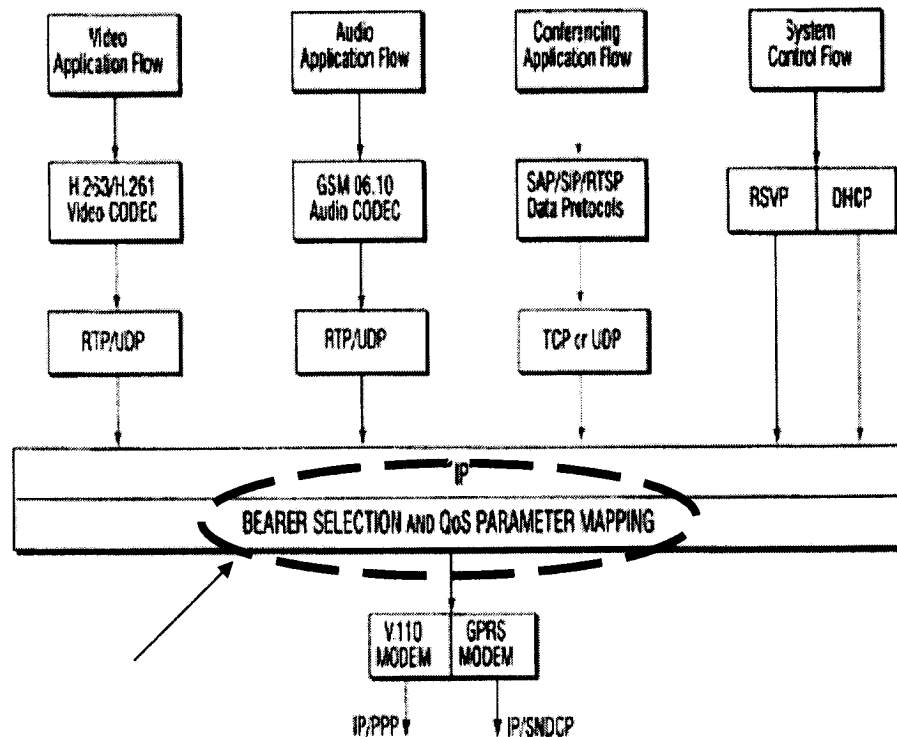 Video
Application Flow
Audio
Application Flow
Conferencing
Application Flow
System
Control Flow
H.263/H.261
Video CODEC
GSM 06.10
Audio CODEC
SAP/SIP/RTSP
Data Protocols
RSVP
DHCP
RTP/UDP
RTP/UDP
TCP or UDP
IP
BEARER SELECTION AND QoS PARAMETER MAPPING
V.110
MODEM
GPRS
MODEM
IP/PPP
IP/SNDCP